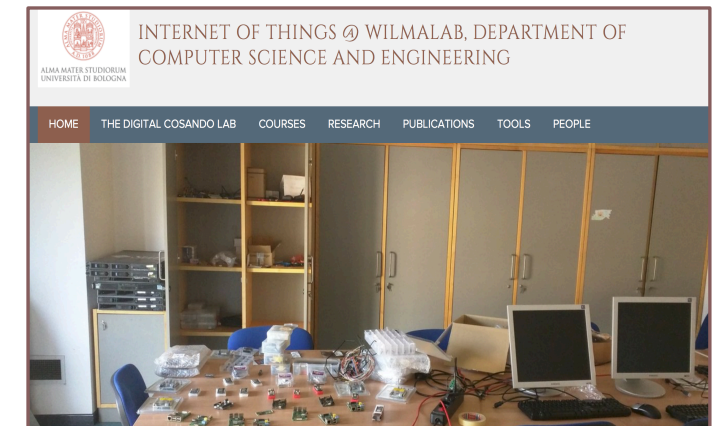 INTERNET OF THINGS @ WILMALAB, DEPARTMENT OF
COMPUTER SCIENCE AND ENGINEERING
ALMA MATER STUDIORUM
UNIVERSITÀ DI BOLOGNA
HOME THE DIGITAL COSANDO LAB COURSES RESEARCH PUBLICATIONS TOOLS PEOPLE